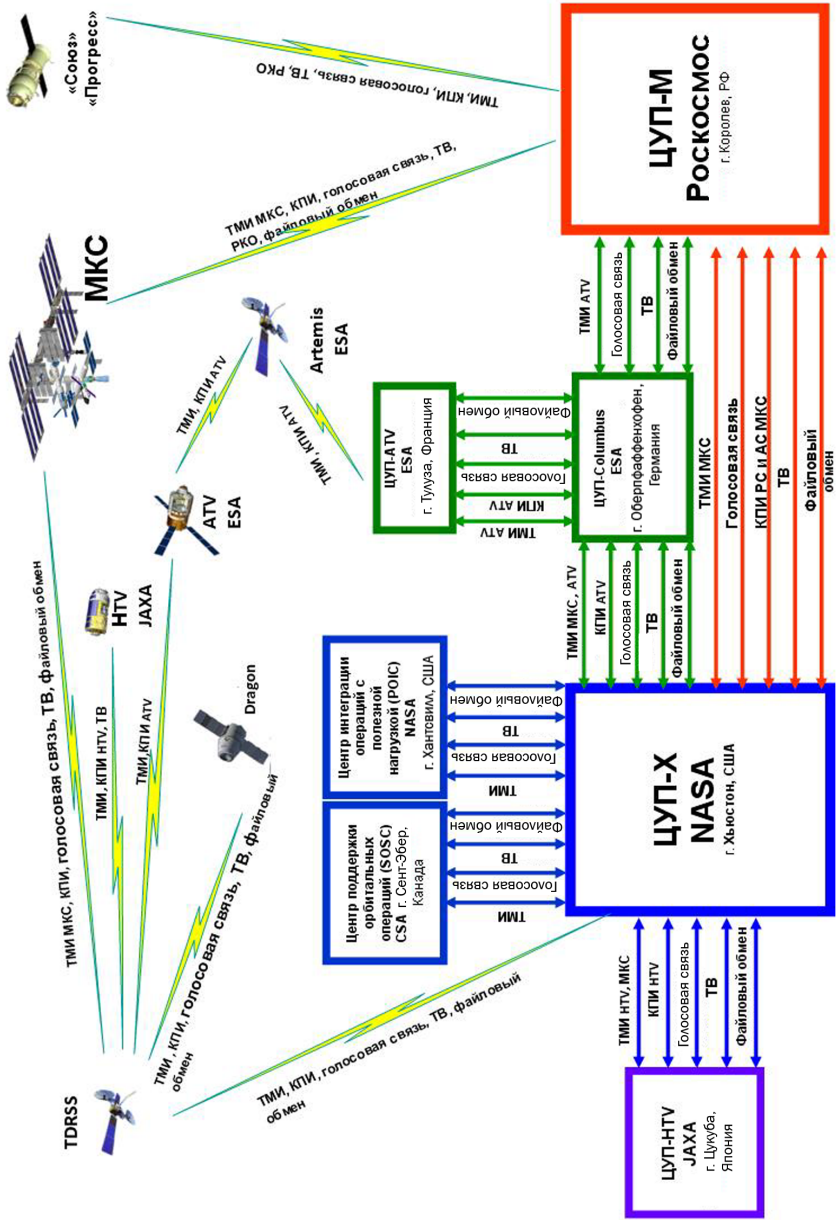 TDRSS
МКС
«Союз»
«Прогресс»
ТМИ МКС, КПИ, голосовая связь, ТВ, файловый обмен
HTV
JAXA
ТМИ, КПИ HTV, ТВ
ATV
ESA
ТМИ,КПИ ATV
Dragon
ТМИ , КПИ, голосовая связь, ТВ, файловый
обмен
ТМИ, КПИ, голосовая связь, ТВ, файловый
обмен
ТМИ, КПИ ATV
Artemis
ESA
ТМИ, КПИ ATV
ТМИ МКС, КПИ, голосовая связь, ТВ,
РКО, файловый обмен
ТМИ, КПИ, голосовая связь, ТВ, РКО
Центр поддержки
орбитальных
операций (SOSC)
CSA г. Сент-Эбер,
Канада
Центр интеграции
операций с
полезной
нагрузкой (POIC)
NASA
г. Хантовилл, США
ЦУП-ATV
ESA
г. Тулуза, Франция
ТМИ
Голосовая связь
ТВ
Файловый обмен
ТМИ
Голосовая связь
ТВ
Файловый обмен
ТМИ ATV
КПИ ATV
Голосовая связь
ТВ
Файловый обмен
ЦУП-HTV
JAXA
г. Цукуба,
Япония
ТМИ HTV, МКС
КПИ HTV
Голосовая связь
ТВ
Файловый обмен
ЦУП-Х
NASA
г. Хьюстон, США
ТМИ МКС, ATV
КПИ ATV
Голосовая связь
ТВ
Файловый обмен
ЦУП-Columbus
ESA
г. Оберпфаффенхофен,
Германия
ТМИ ATV
Голосовая связь
ТВ
Файловый обмен
ТМИ МКС
Голосовая связь
КПИ РС и АС МКС
ТВ
Файловый
обмен
ЦУП-М
Роскосмос
г. Королев, РФ